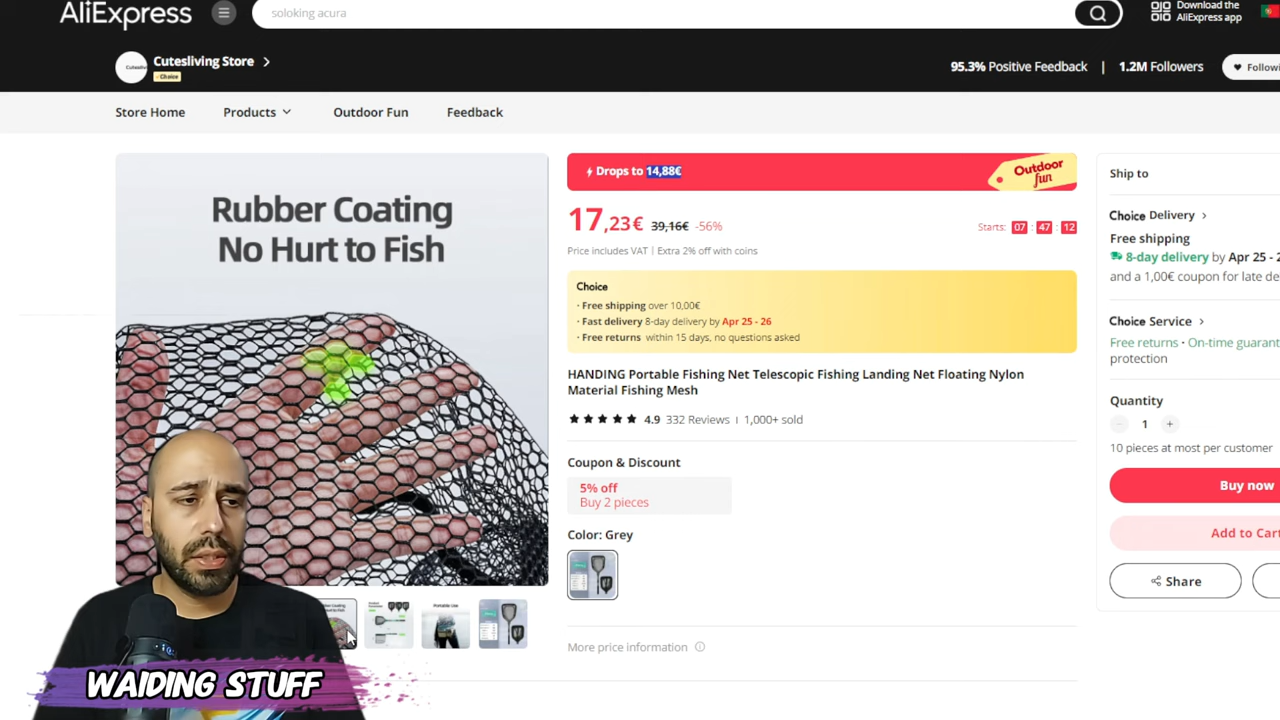 AliExpress
soloking acura
Download the
AliExpress app
Cutesliving Store
Choice
95.3% Positive Feedback | 1.2M Followers
Store Home
Products
Outdoor Fun
Feedback
Rubber Coating
No Hurt to Fish
Drops to 14,88€
Outdoor
fun
17,23€ 39,16€ -56%
Starts: 07 : 47 : 12
Price includes VAT | Extra 2% off with coins
Choice
· Free shipping over 10,00€
· Fast delivery 8-day delivery by Apr 25 - 26
· Free returns within 15 days, no questions asked
HANDING Portable Fishing Net Telescopic Fishing Landing Net Floating Nylon
Material Fishing Mesh
4.9 332 Reviews | 1,000+ sold
Coupon & Discount
5% off
Buy 2 pieces
Color: Grey
More price information
Ship to
Choice Delivery
Free shipping
8-day delivery by Apr 25 -
and a 1,00€ coupon for late de
Choice Service
Free returns • On-time guarant
protection
Quantity
- 1 +
10 pieces at most per customer
Buy now
Add to Cart
Share
Portable Use
WAIDING STUFF